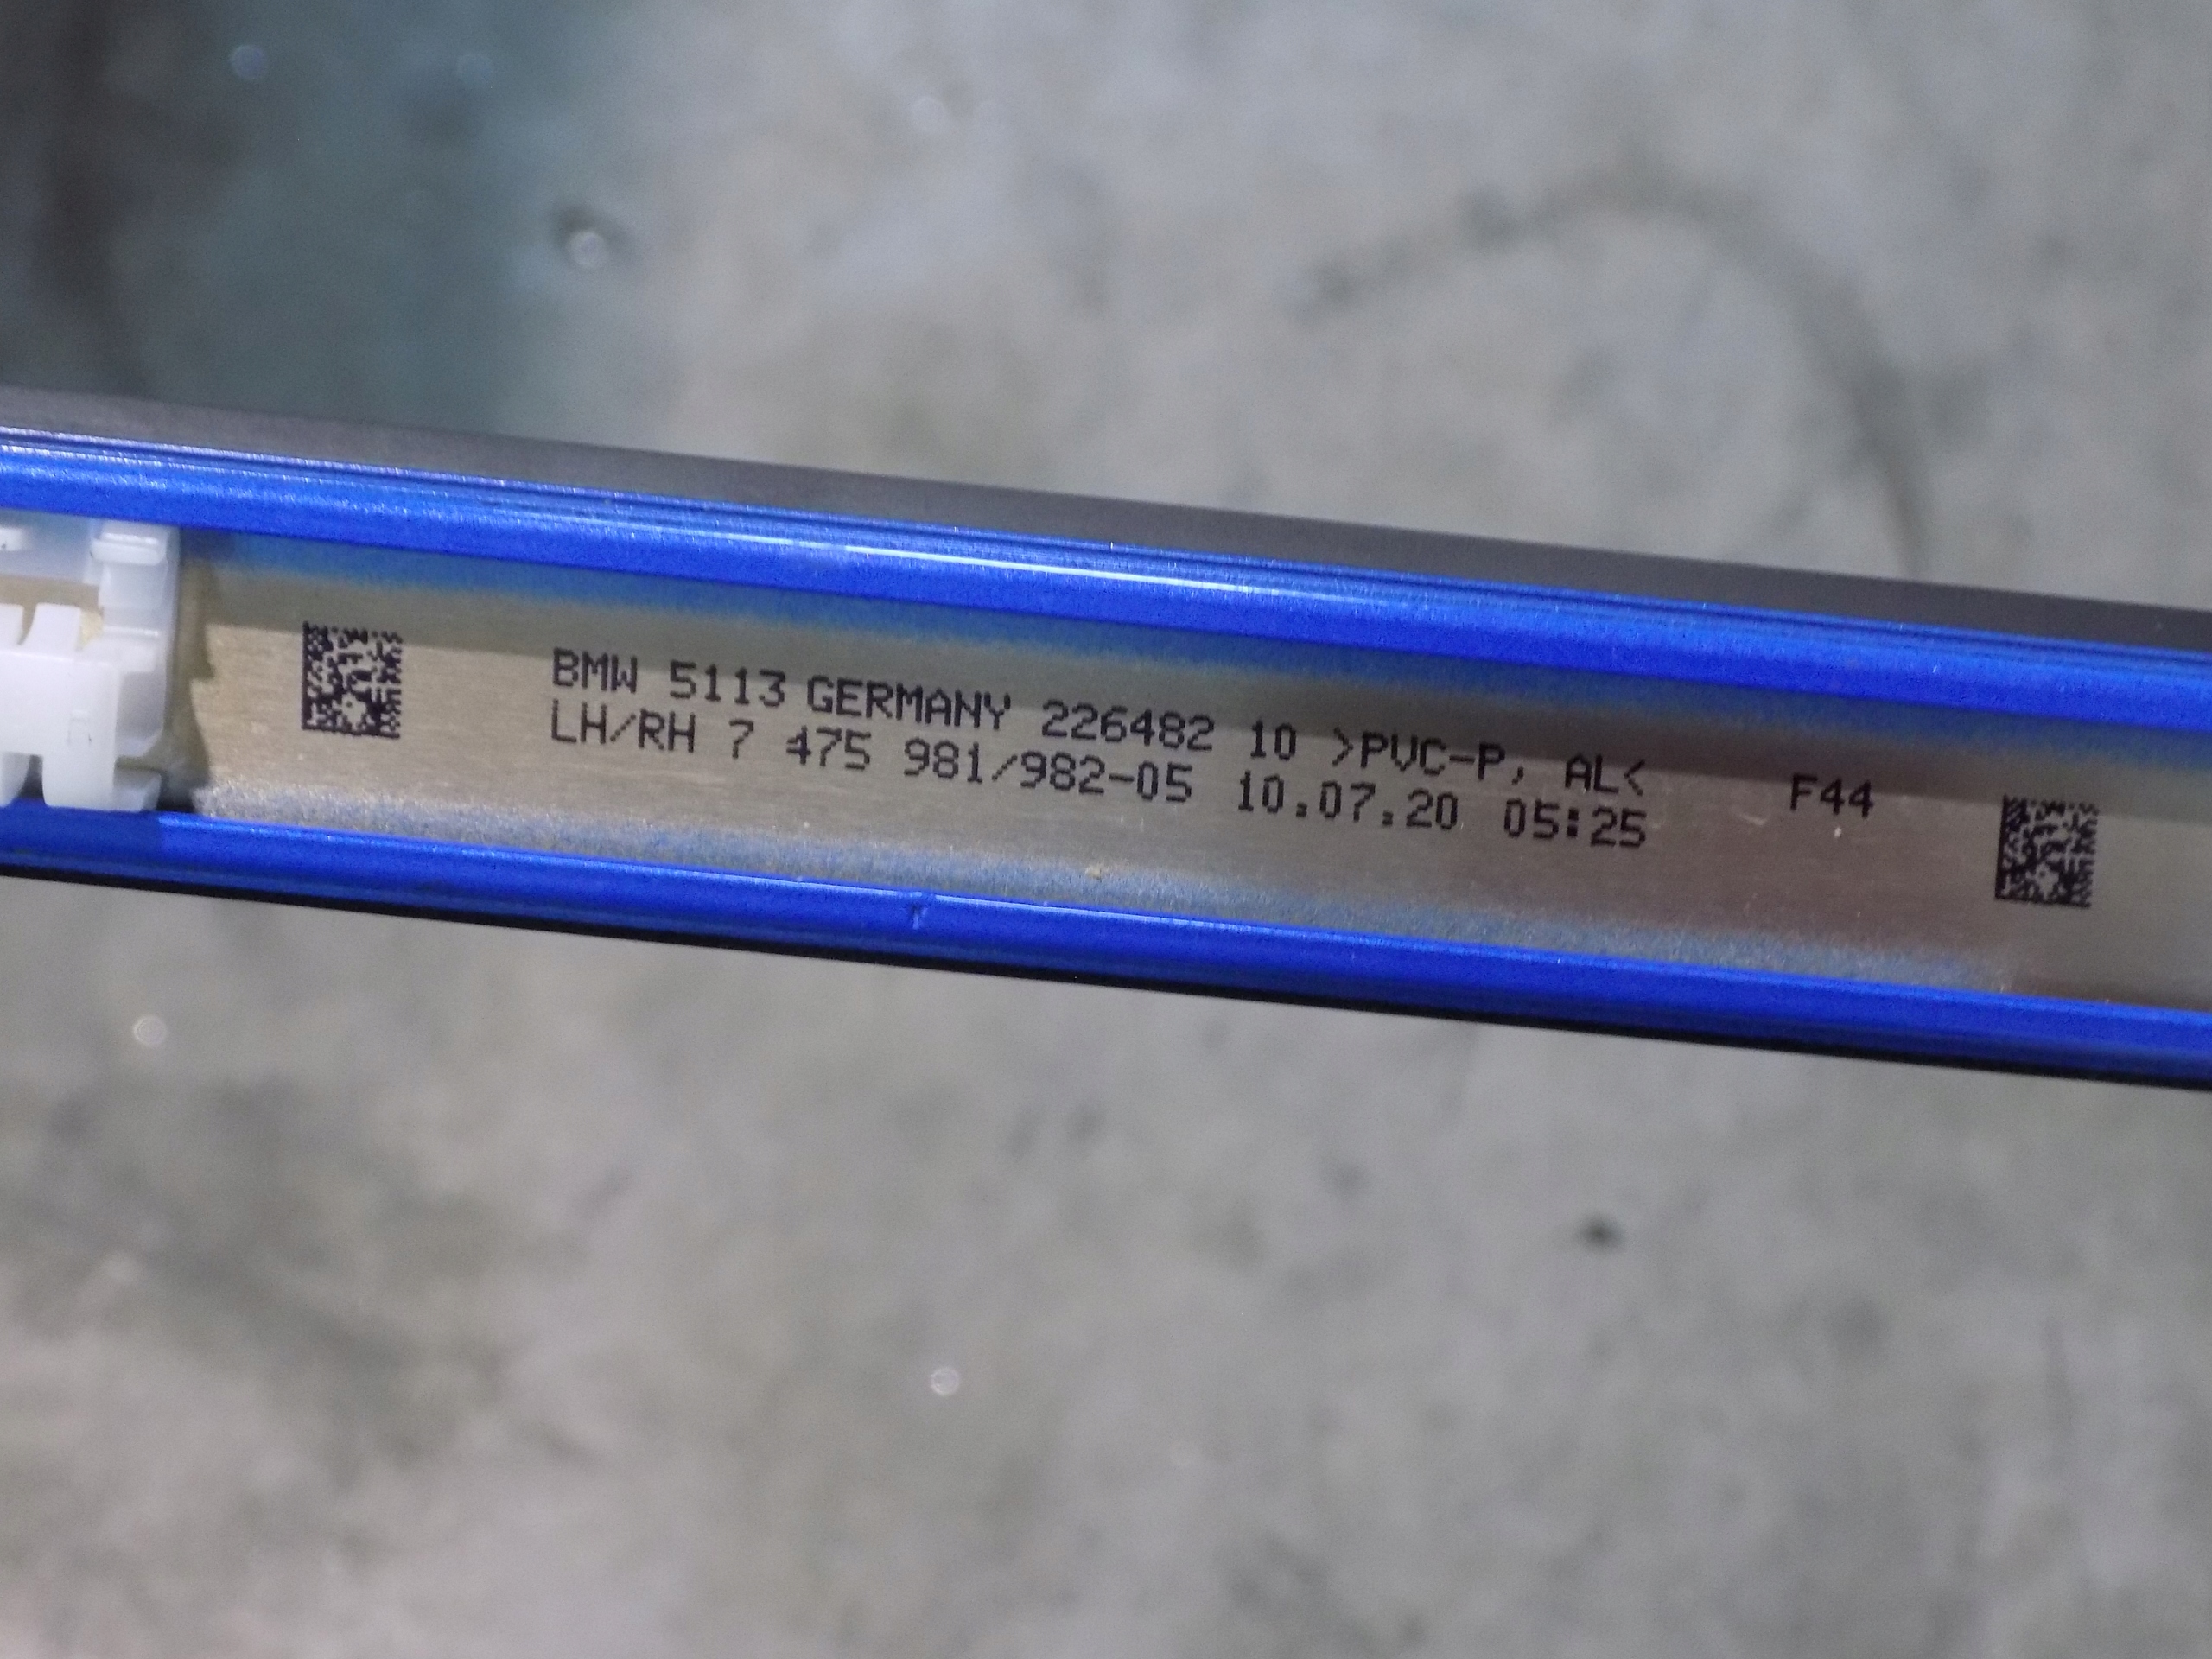 BMW 5113 GERMANY 226482 10 >PVC-P, AL< F44
LH/RH 7 475 981/982-05 10.07.20 05:25